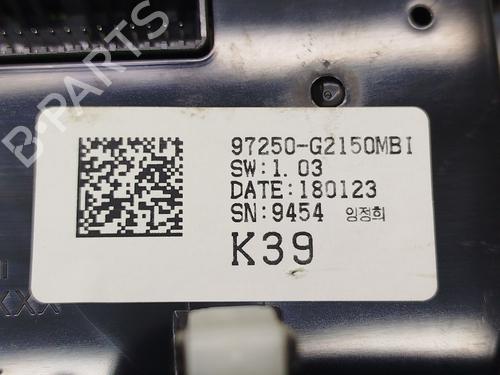 B-PARTS
97250-G2150MBI
SW:1.03
DATE:180123
SN:9454 임정희
K39